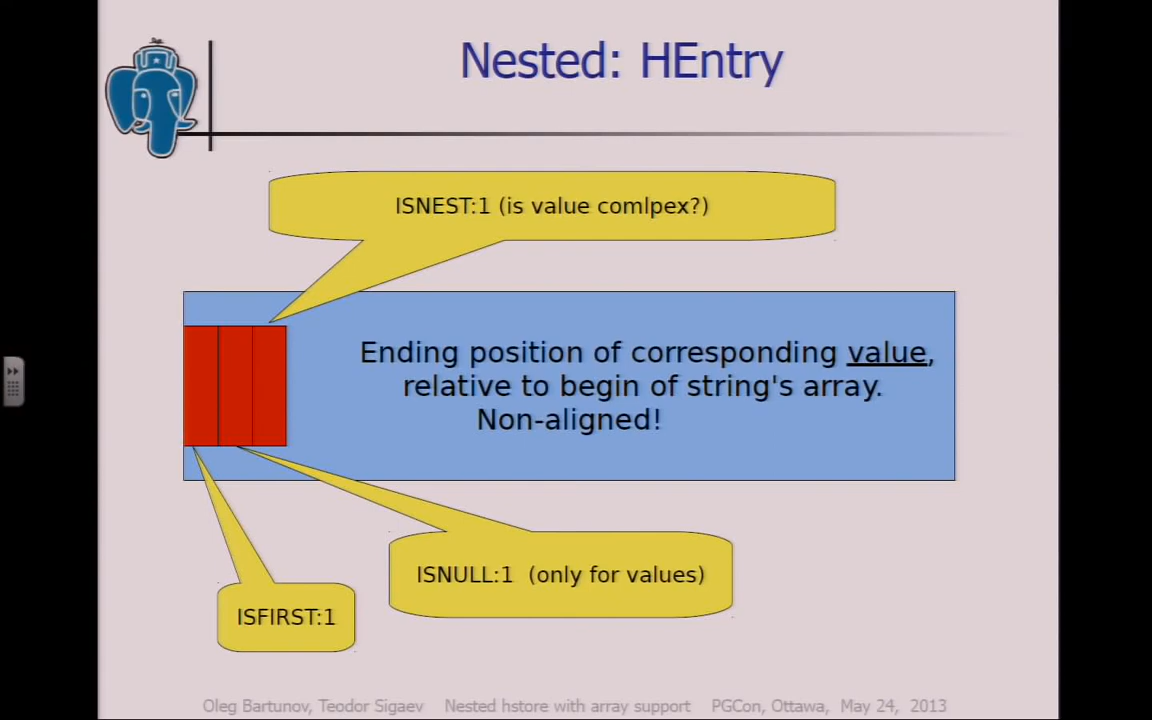 Nested: HEntry
ISNEST:1 (is value comlpex?)
Ending position of corresponding value,
relative to begin of string's array.
Non-aligned!
ISNULL:1 (only for values)
ISFIRST:1
Oleg Bartunov, Teodor Sigaev Nested hstore with array support PGCon, Ottawa, May 24, 2013